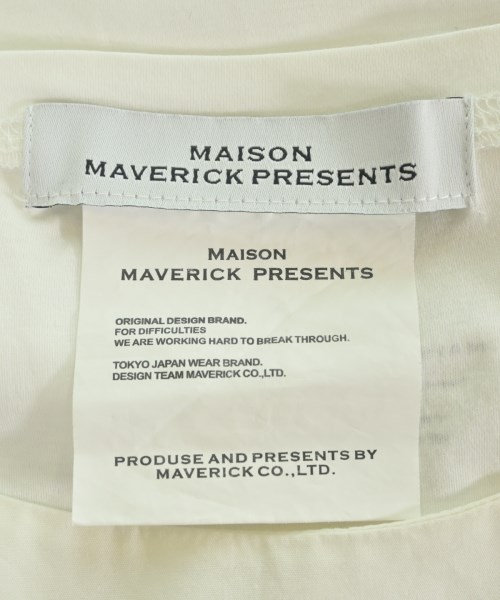 MAISON
MAVERICK PRESENTS
MAISON
MAVERICK PRESENTS
ORIGINAL DESIGN BRAND.
FOR DIFFICULTIES
WE ARE WORKING HARD TO BREAK THROUGH.
TOKYO JAPAN WEAR BRAND.
DESIGN TEAM MAVERICK CO.,LTD.
PRODUSE AND PRESENTS BY
MAVERICK CO.,LTD.